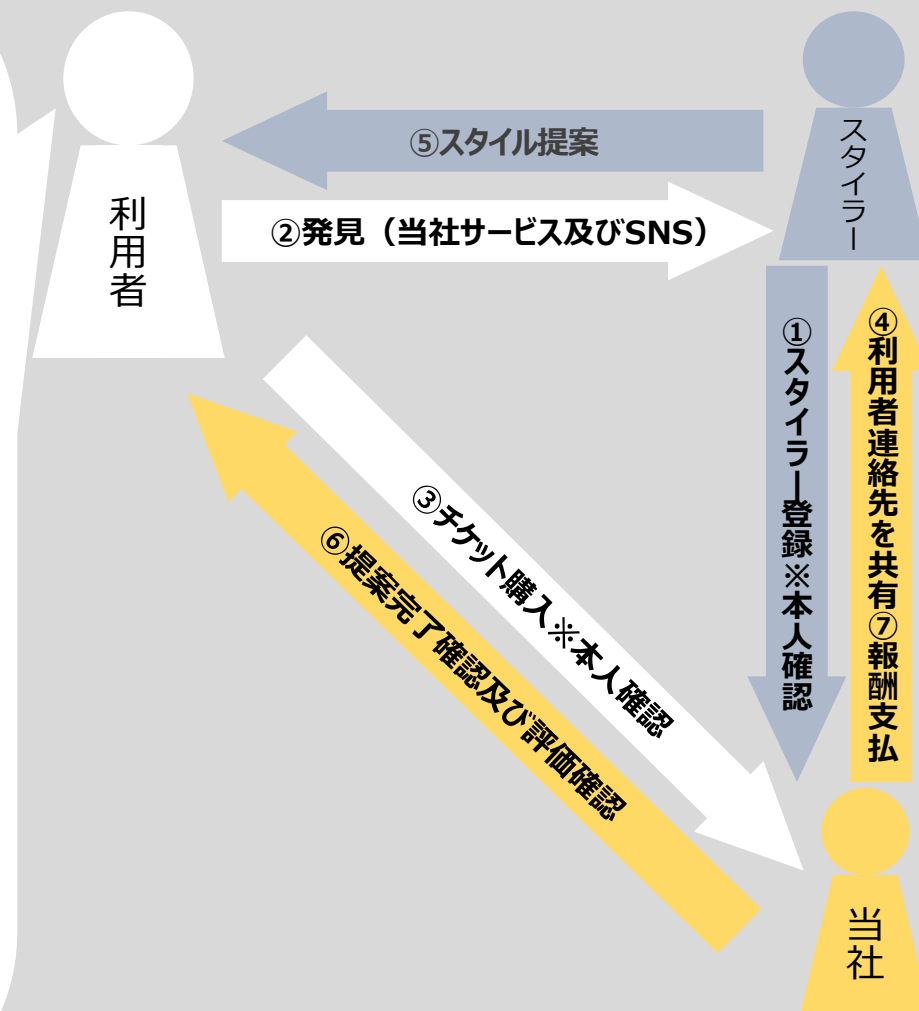 スタイラー
⑤スタイル提案
利用者
②発見（当社サービス及びSNS）
①スタイラー登録※本人確認
④利用者連絡先を共有⑦報酬支払
③チケット購入※本人確認
⑥提案完了確認及び評価確認
当社